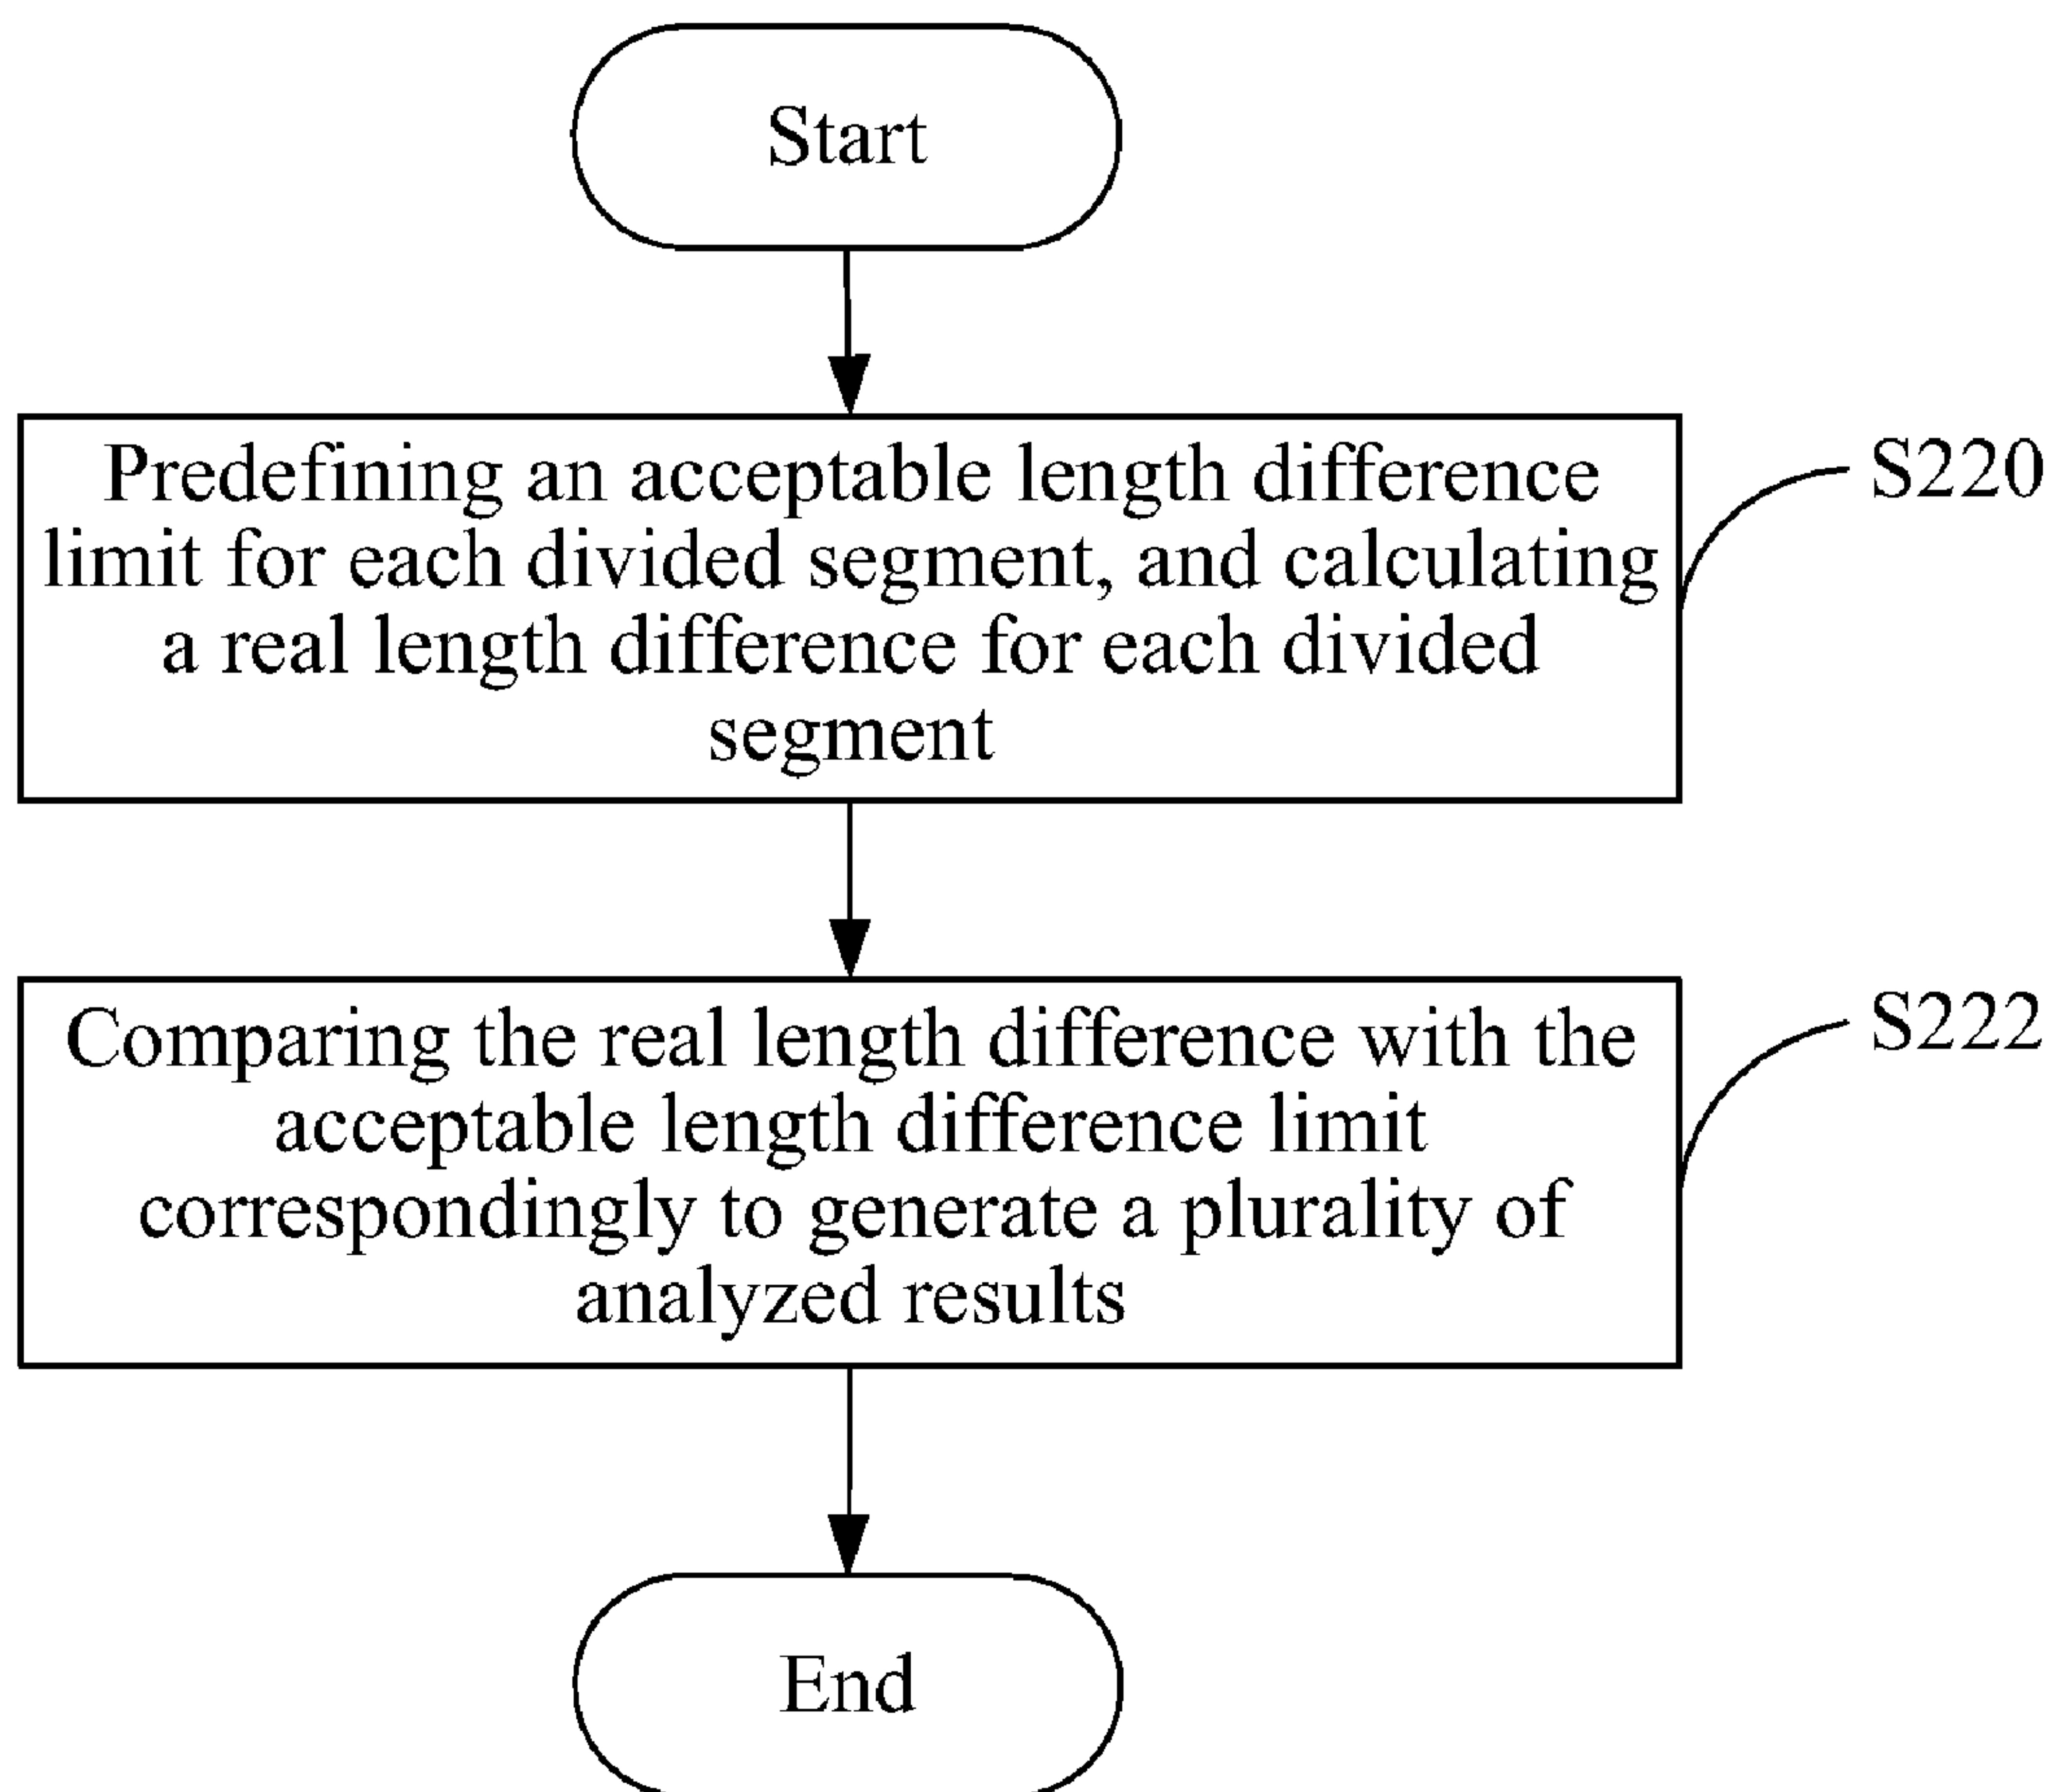 Start
Predefining an acceptable length difference
limit for each divided segment, and calculating
a real length difference for each divided
segment
S220
Comparing the real length difference with the
acceptable length difference limit
correspondingly to generate a plurality of
analyzed results
S222
End